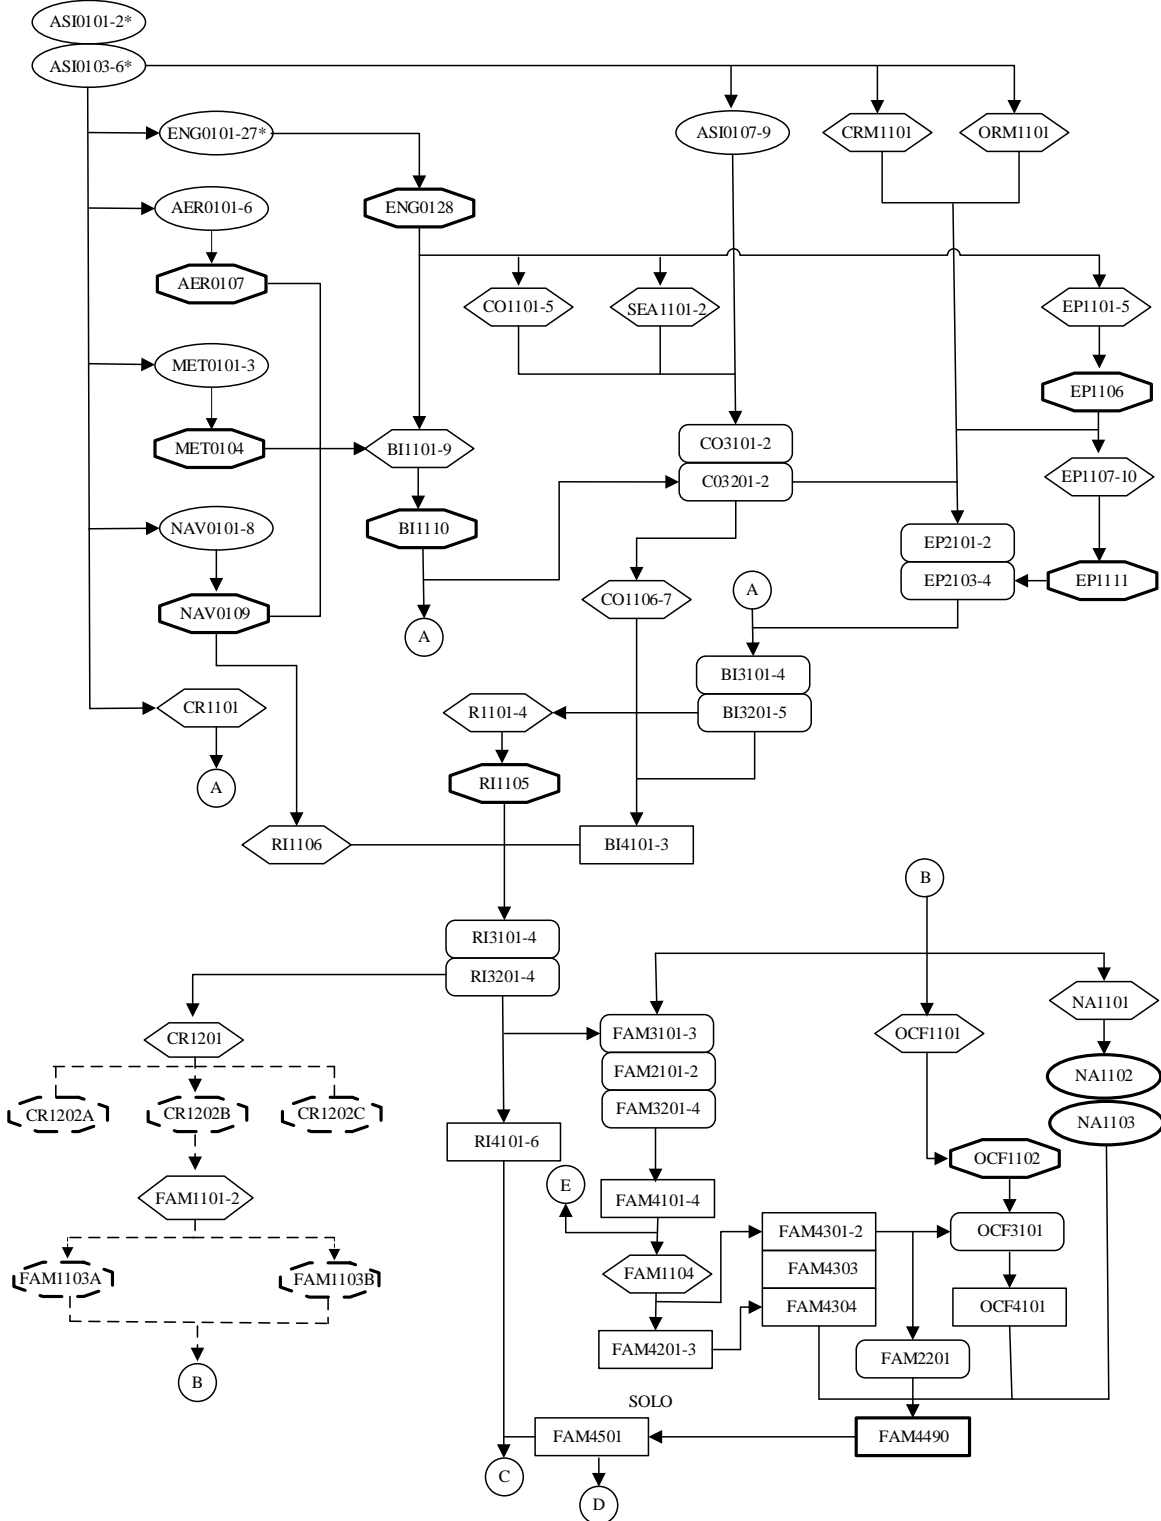 ASI0101-2*
ASI0103-6*
ENG0101-27*
ASI0107-9
CRM1101
ORM1101
AER0101-6
ENG0128
AER0107
CO1101-5
SEA1101-2
EP1101-5
MET0101-3
EP1106
MET0104
BI1101-9
CO3101-2
C03201-2
EP1107-10
NAV0101-8
BI1110
EP2101-2
EP2103-4
EP1111
NAV0109
CO1106-7
A
A
BI3101-4
BI3201-5
CR1101
R1101-4
A
RI1105
RI1106
BI4101-3
B
RI3101-4
RI3201-4
NA1101
CR1201
FAM3101-3
OCF1101
FAM2101-2
NA1102
CR1202A
CR1202B
CR1202C
FAM3201-4
NA1103
RI4101-6
OCF1102
E
FAM1101-2
FAM4101-4
FAM4301-2
OCF3101
FAM1103A
FAM1103B
FAM1104
FAM4303
FAM4304
OCF4101
FAM4201-3
FAM2201
B
SOLO
FAM4501
FAM4490
C
D